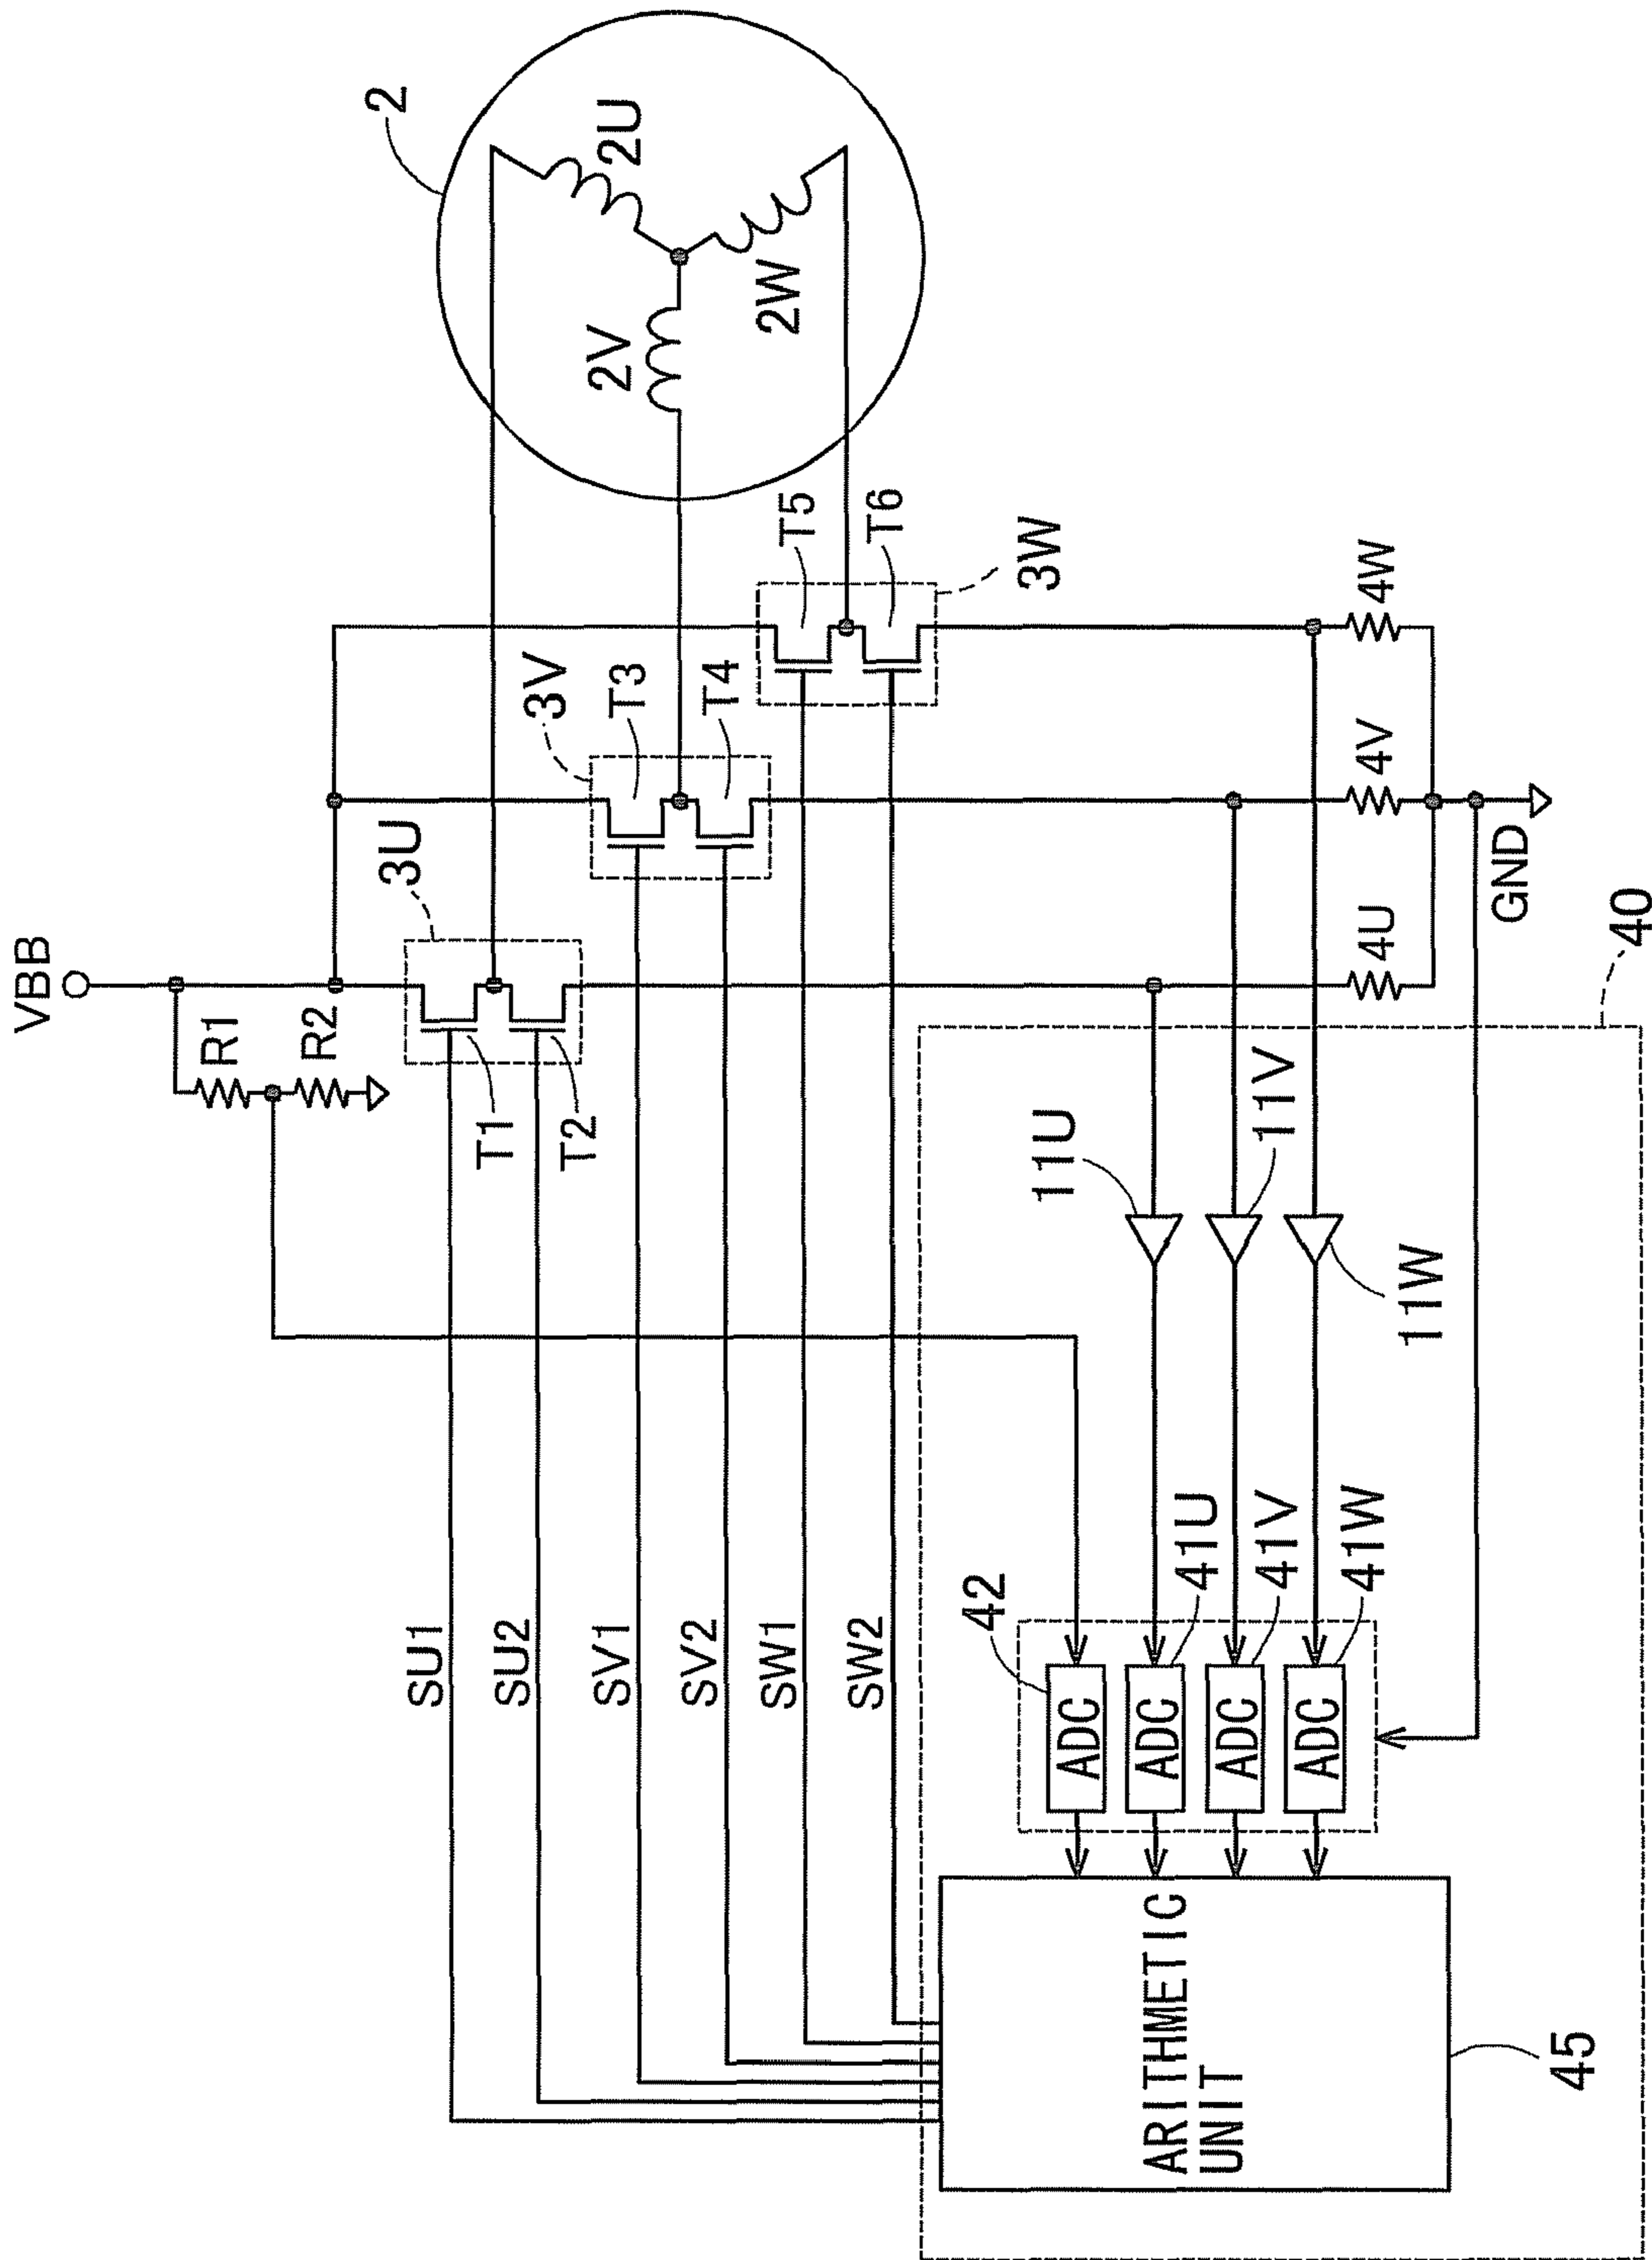 VBB
R1
R2
3U
3V
3W
T1
T2
T3
T4
T5
T6
2
2U
2V
2W
SU1
SU2
SV1
SV2
SW1
SW2
4U
4V
4W
GND
40
11U
11V
11W
42
41U
41V
41W
ADC
ADC
ADC
ADC
ARITHMETIC
UNIT
45